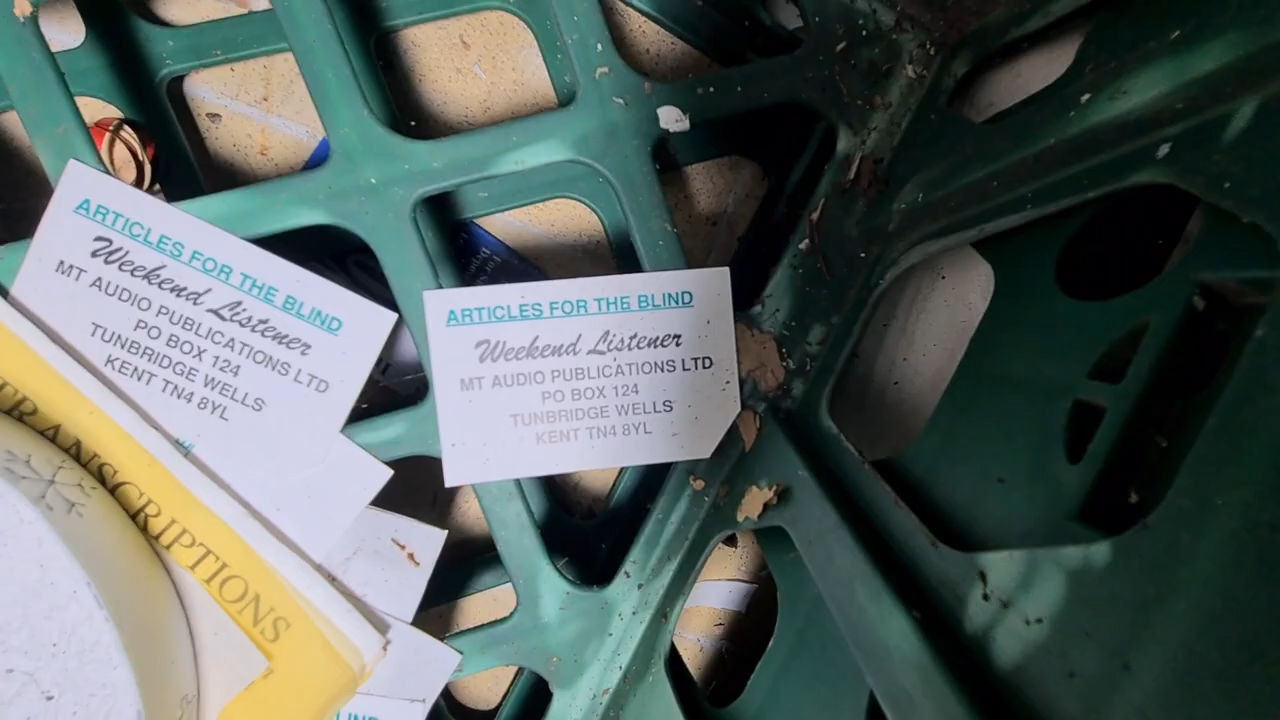 ARTICLES FOR THE BLIND
Weekend Listener
MT AUDIO PUBLICATIONS LTD
PO BOX 124
TUNBRIDGE WELLS
KENT TN4 8YL
ARTICLES FOR THE BLIND
Weekend Listener
MT AUDIO PUBLICATIONS LTD
PO BOX 124
TUNBRIDGE WELLS
KENT TN4 8YL
TRANSCRIPTIONS